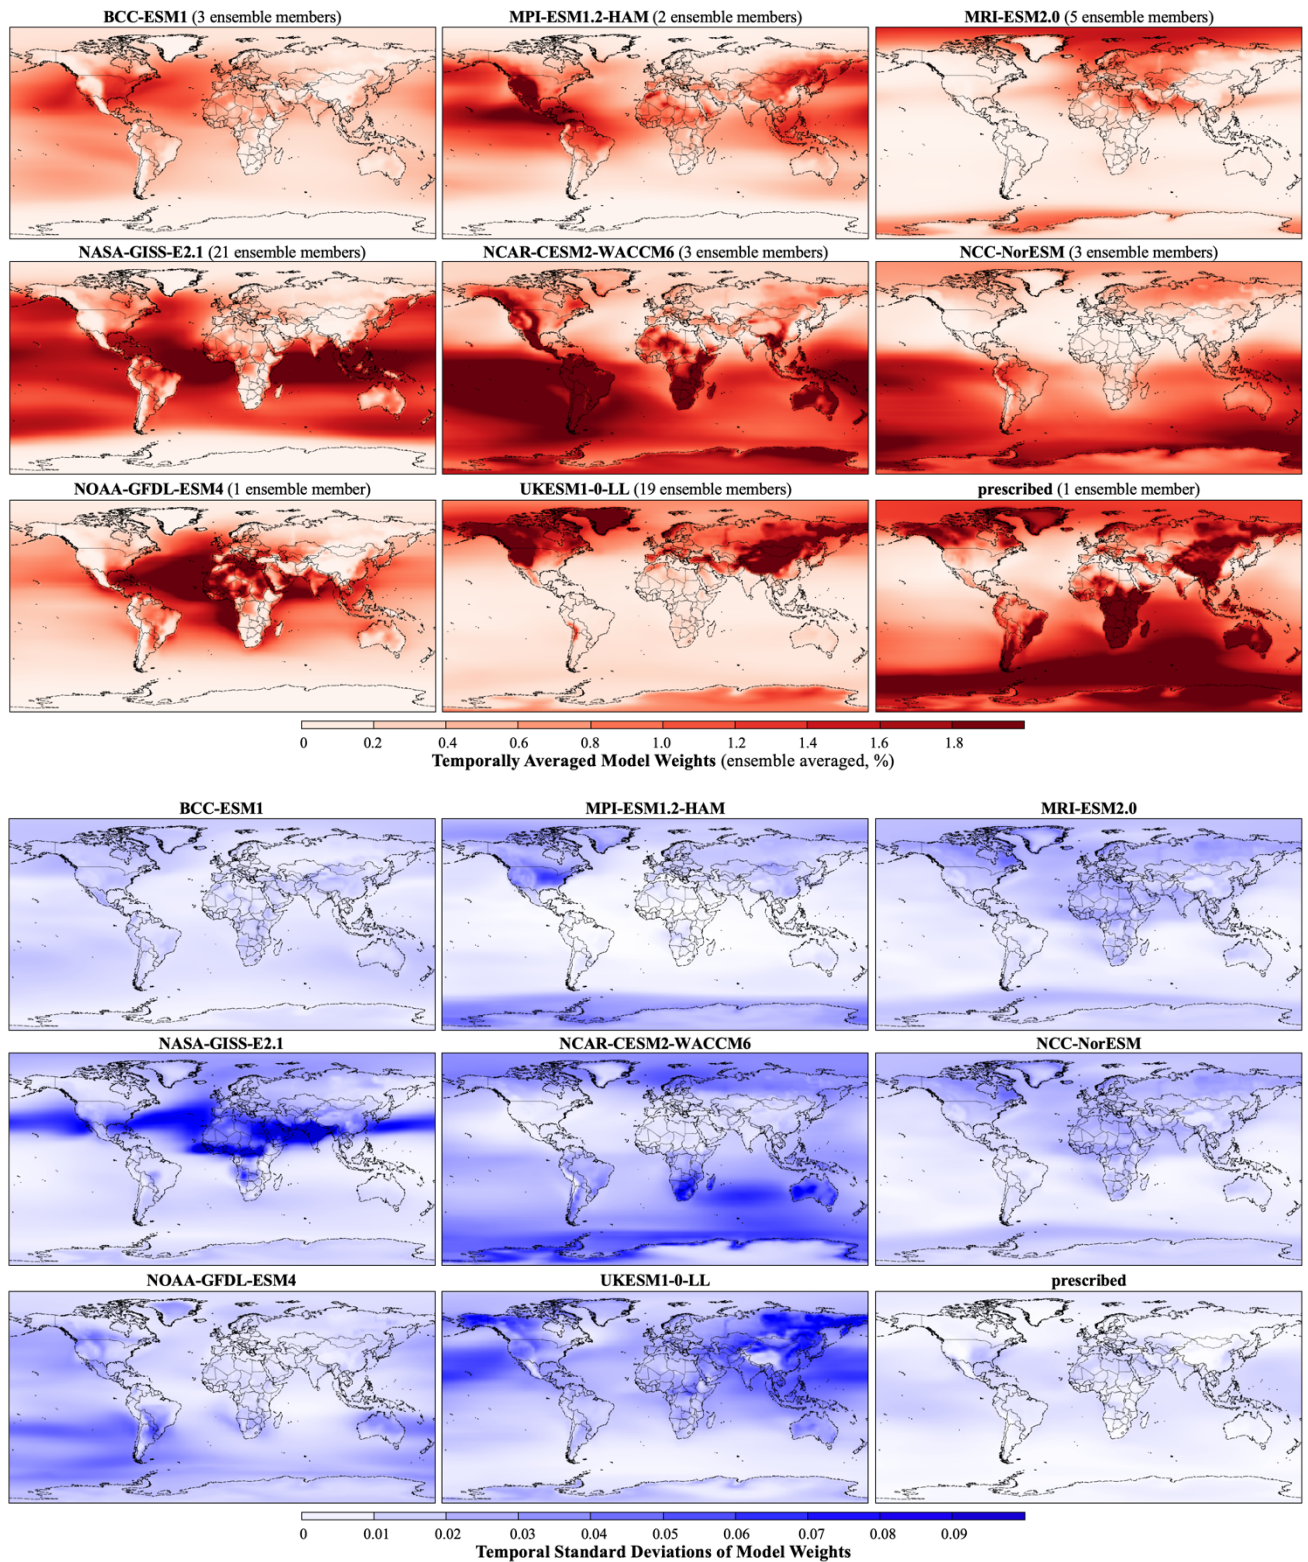 BCC-ESM1 (3 ensemble members)
MPI-ESM1.2-HAM (2 ensemble members)
MRI-ESM2.0 (5 ensemble members)
NASA-GISS-E2.1 (21 ensemble members)
NCAR-CESM2-WACCM6 (3 ensemble members)
NCC-NorESM (3 ensemble members)
NOAA-GFDL-ESM4 (1 ensemble member)
UKESM1-0-LL (19 ensemble members)
prescribed (1 ensemble member)
0 0.2 0.4 0.6 0.8 1.0 1.2 1.4 1.6 1.8
Temporally Averaged Model Weights (ensemble averaged, %)
BCC-ESM1
MPI-ESM1.2-HAM
MRI-ESM2.0
NASA-GISS-E2.1
NCAR-CESM2-WACCM6
NCC-NorESM
NOAA-GFDL-ESM4
UKESM1-0-LL
prescribed
0 0.01 0.02 0.03 0.04 0.05 0.06 0.07 0.08 0.09
Temporal Standard Deviations of Model Weights